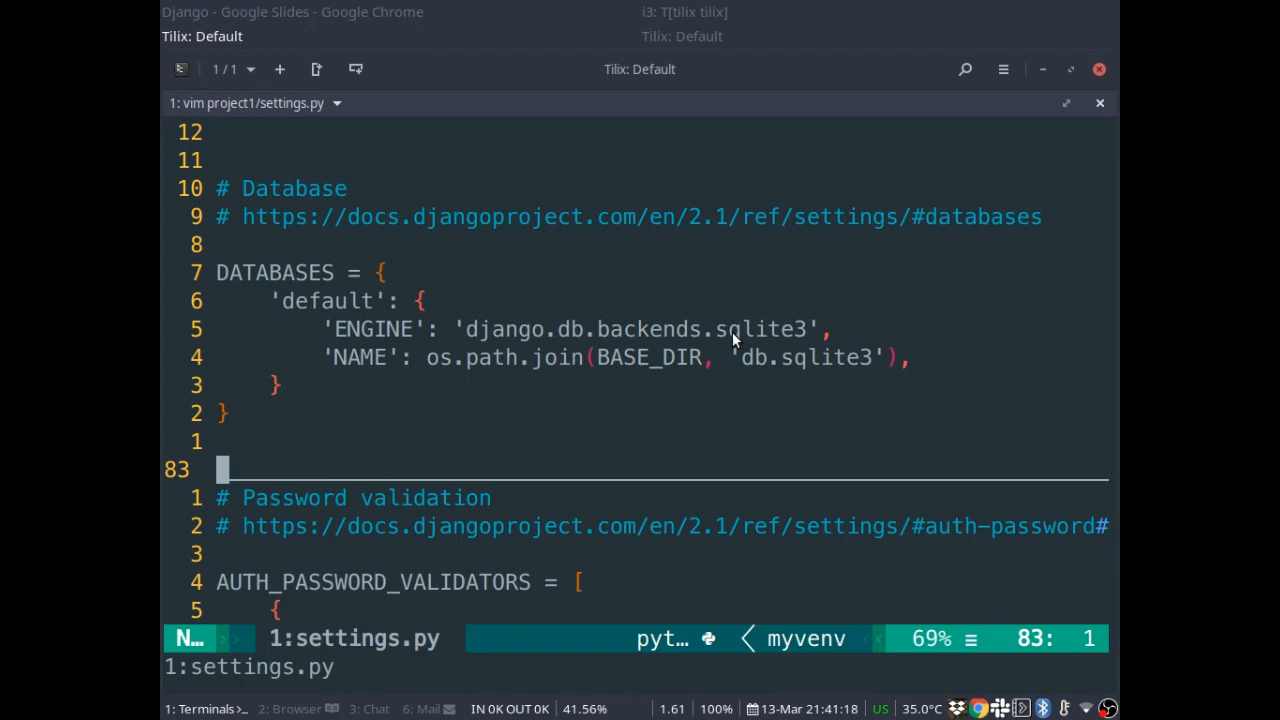 Django - Google Slides - Google Chrome
i3: T[tilix tilix]
Tilix: Default
Tilix: Default
1 / 1
Tilix: Default
1: vim project1/settings.py
12
11
10 # Database
9 # https://docs.djangoproject.com/en/2.1/ref/settings/#databases
8
7 DATABASES = {
6     'default': {
5         'ENGINE': 'django.db.backends.sqlite3',
4         'NAME': os.path.join(BASE_DIR, 'db.sqlite3'),
3     }
2 }
1
83
1 # Password validation
2 # https://docs.djangoproject.com/en/2.1/ref/settings/#auth-password#
3
4 AUTH_PASSWORD_VALIDATORS = [
5     {
N… 1:settings.py pyt… myvenv 69% ≡ 83: 1
1:settings.py
1: Terminals>_ 2: Browser 3: Chat 6: Mail IN 0K OUT 0K 41.56% 1.61 100% 13-Mar 21:41:18 US 35.0°C